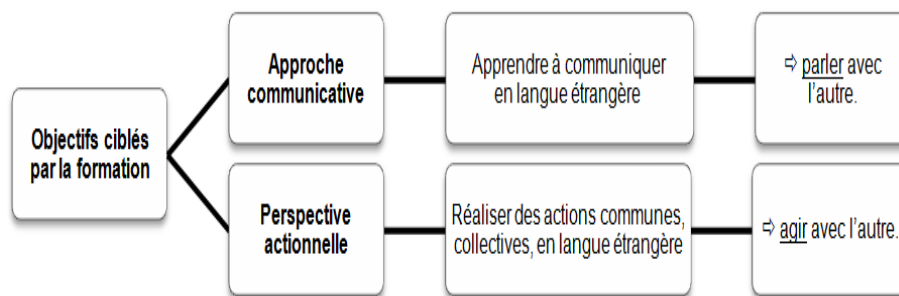 Objectifs ciblés
par la formation
Approche
communicative
Apprendre à communiquer
en langue étrangère
⇨ parler avec
l'autre.
Perspective
actionnelle
Réaliser des actions communes,
collectives, en langue étrangère
⇨ agir avec l'autre.